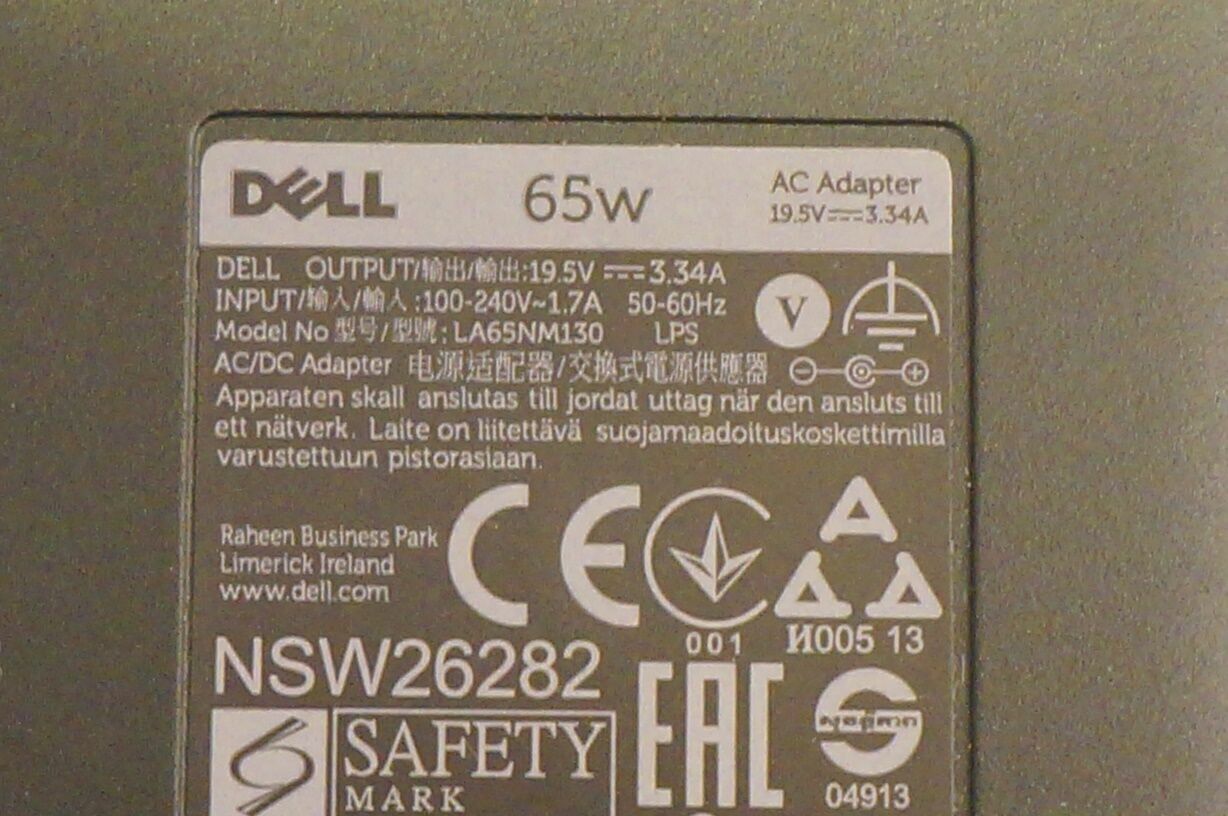 DELL 65W AC Adapter
19.5V⎓3.34A
DELL OUTPUT/输出/輸出:19.5V ⎓3.34A
INPUT/输入/輸入:100-240V~1.7A 50-60Hz
Model No 型号/型號: LA65NM130 LPS
V
AC/DC Adapter 电源适配器/交換式電源供應器
Apparaten skall anslutas till jordat uttag när den ansluts till
ett nätverk. Laite on liitettävä suojamaadoituskoskettimilla
varustettuun pistorasiaan.
Raheen Business Park
Limerick Ireland
www.dell.com
CE
001
И005 13
NSW26282
EAC
04913
SAFETY
MARK